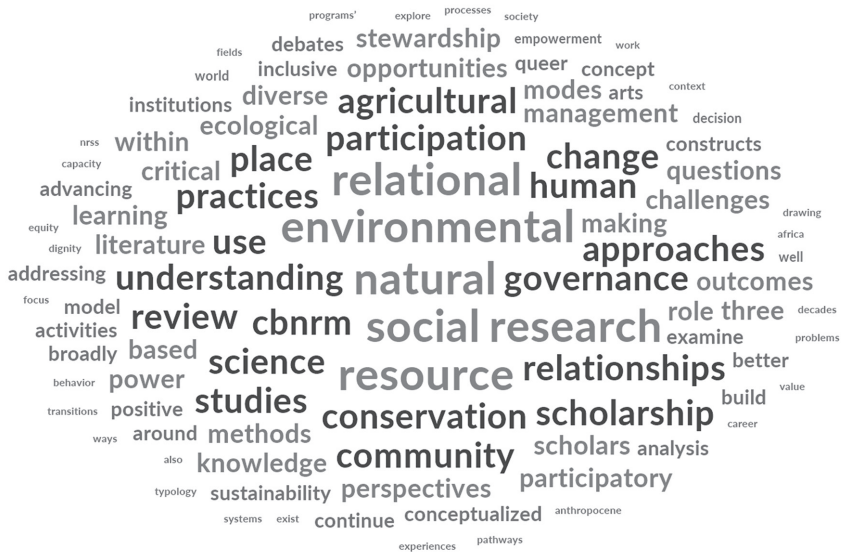 programs' explore processes society
debates stewardship empowerment work
fields world inclusive opportunities queer concept
institutions diverse agricultural modes arts context
ecological participation management decision
nrss within place change constructs
capacity critical practices relational human questions
advancing learning environmental making challenges drawing
equity dignity literature use approaches africa well
addressing understanding natural governance outcomes
focus model review cbnrm social research role three decades
activities examine problems
broadly based science resource relationships better
behavior power studies build value
transitions positive conservation scholarship career
ways around methods community scholars analysis
also knowledge participatory
typology sustainability perspectives
systems exist continue conceptualized anthropocene
experiences pathways